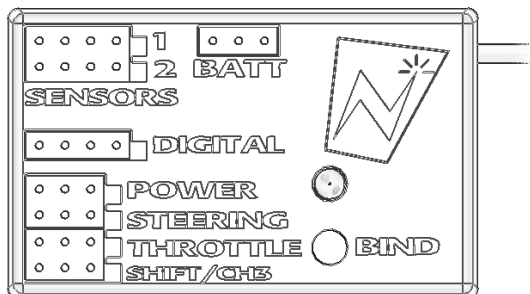 1
2 BATT
SENSORS
DIGITAL
POWER
STEERING
THROTTLE BIND
SHIFT/CH3